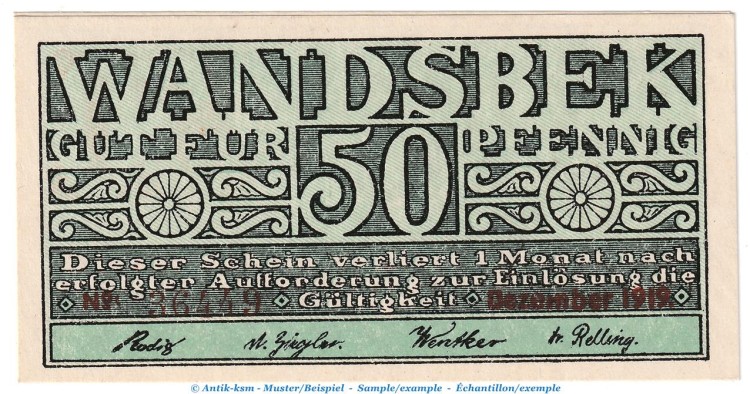 WANDSBEK
GUT FÜR 50 PFENNIG
Dieser Schein verliert 1 Monat nach
erfolgter Aufforderung zur Einlösung die
No. 36449 Gültigkeit Dezember 1919
Rodig W. Ziegler. Wentker W. Relling.
© Antik-ksm - Muster/Beispiel - Sample/example - Échantillon/exemple